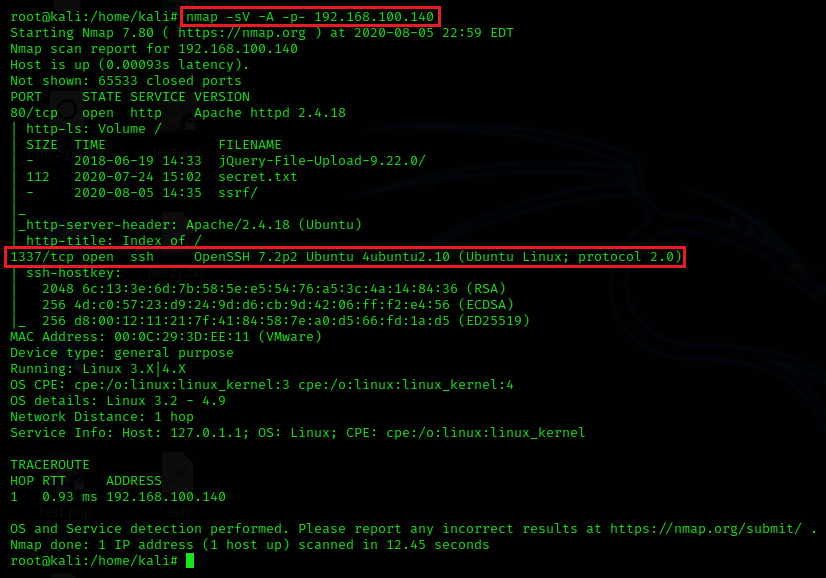 root@kali:/home/kali# nmap -sV -A -p- 192.168.100.140
Starting Nmap 7.80 ( https://nmap.org ) at 2020-08-05 22:59 EDT
Nmap scan report for 192.168.100.140
Host is up (0.00093s latency).
Not shown: 65533 closed ports
PORT     STATE SERVICE VERSION
80/tcp   open  http    Apache httpd 2.4.18
| http-ls: Volume /
| SIZE  TIME              FILENAME
| -     2018-06-19 14:33  jQuery-File-Upload-9.22.0/
| 112   2020-07-24 15:02  secret.txt
| -     2020-08-05 14:35  ssrf/
|_
|_http-server-header: Apache/2.4.18 (Ubuntu)
| http-title: Index of /
1337/tcp open  ssh     OpenSSH 7.2p2 Ubuntu 4ubuntu2.10 (Ubuntu Linux; protocol 2.0)
| ssh-hostkey:
|   2048 6c:13:3e:6d:7b:58:5e:e5:54:76:a5:3c:4a:14:84:36 (RSA)
|   256 4d:c0:57:23:d9:24:9d:d6:cb:9d:42:06:ff:f2:e4:56 (ECDSA)
|_  256 d8:00:12:11:21:7f:41:84:58:7e:a0:d5:66:fd:1a:d5 (ED25519)
MAC Address: 00:0C:29:3D:EE:11 (VMware)
Device type: general purpose
Running: Linux 3.X|4.X
OS CPE: cpe:/o:linux:linux_kernel:3 cpe:/o:linux:linux_kernel:4
OS details: Linux 3.2 - 4.9
Network Distance: 1 hop
Service Info: Host: 127.0.1.1; OS: Linux; CPE: cpe:/o:linux:linux_kernel
TRACEROUTE
HOP RTT     ADDRESS
1   0.93 ms 192.168.100.140
OS and Service detection performed. Please report any incorrect results at https://nmap.org/submit/ .
Nmap done: 1 IP address (1 host up) scanned in 12.45 seconds
root@kali:/home/kali#